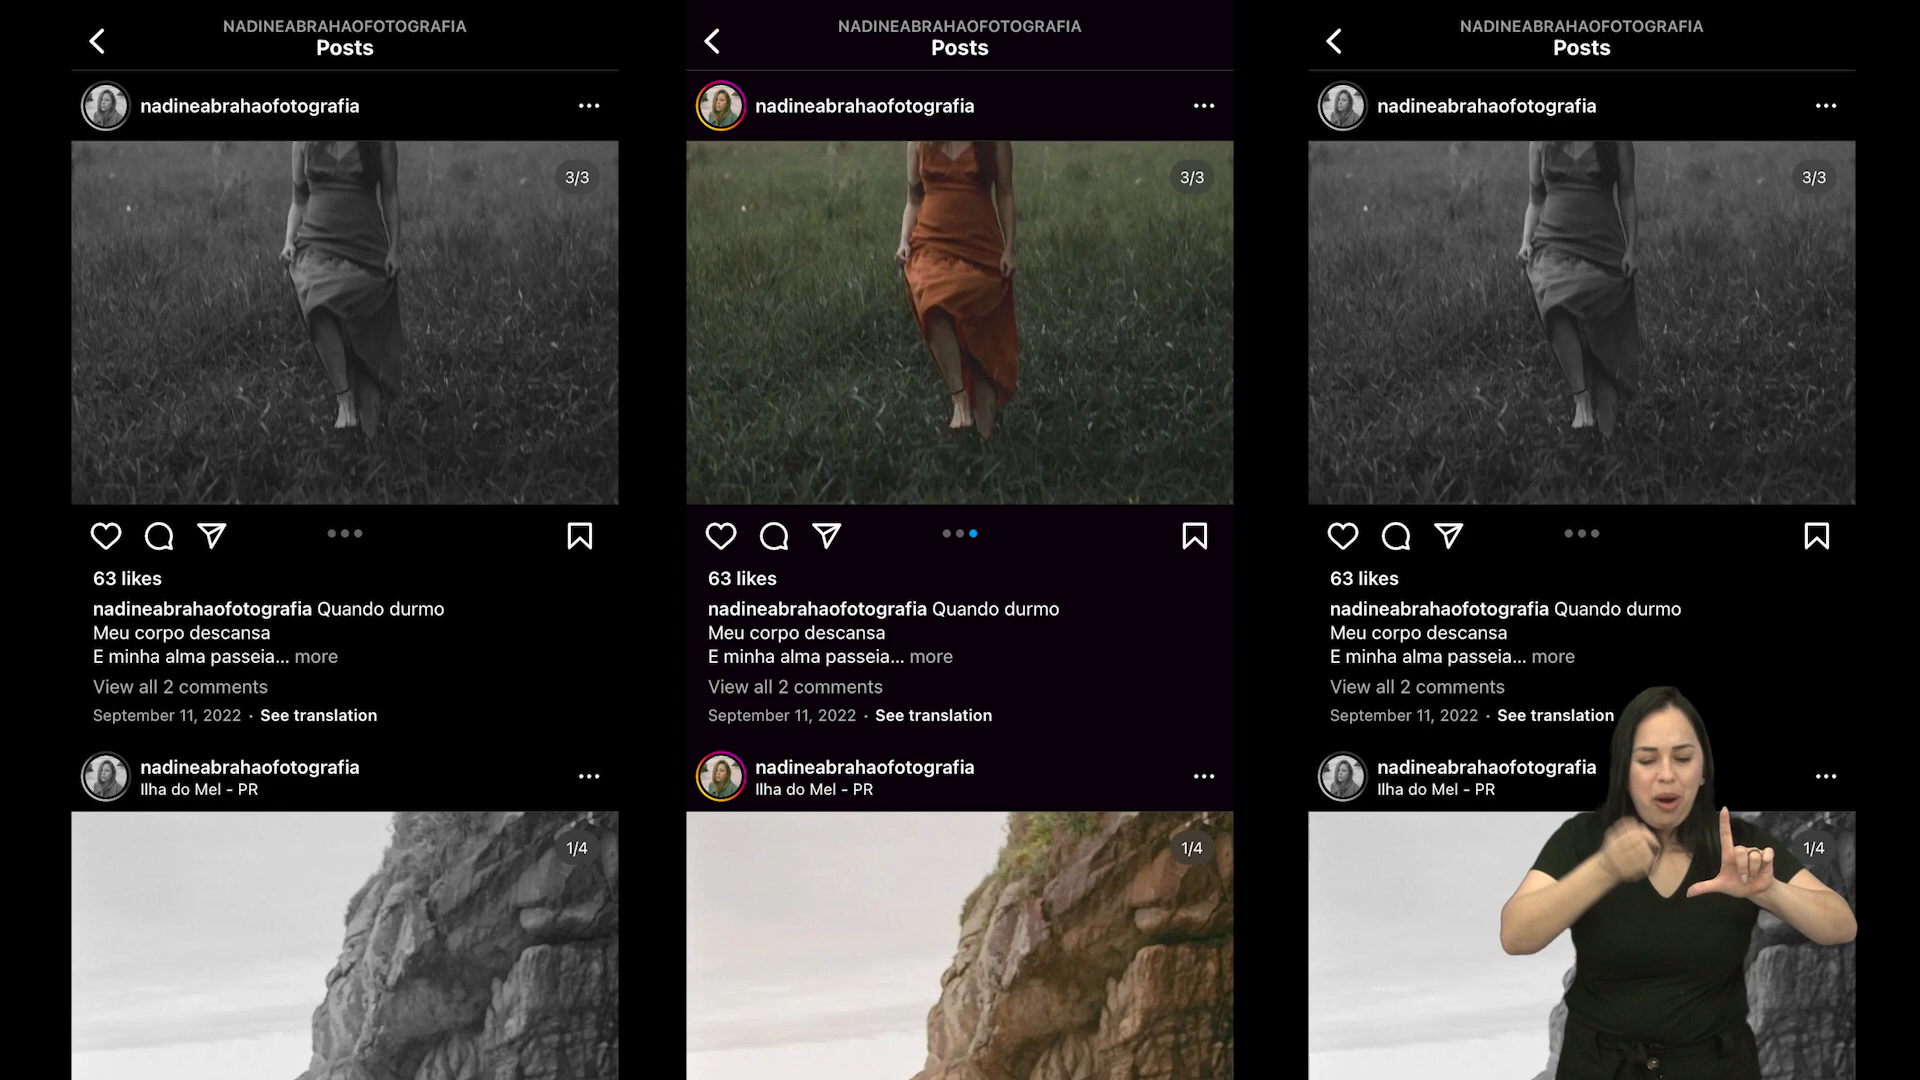 NADINEABRAHAOFOTOGRAFIA
Posts
nadineabrahaofotografia
3/3
63 likes
nadineabrahaofotografia Quando durmo
Meu corpo descansa
E minha alma passeia... more
View all 2 comments
September 11, 2022 · See translation
nadineabrahaofotografia
Ilha do Mel - PR
1/4
NADINEABRAHAOFOTOGRAFIA
Posts
nadineabrahaofotografia
3/3
63 likes
nadineabrahaofotografia Quando durmo
Meu corpo descansa
E minha alma passeia... more
View all 2 comments
September 11, 2022 · See translation
nadineabrahaofotografia
Ilha do Mel - PR
1/4
NADINEABRAHAOFOTOGRAFIA
Posts
nadineabrahaofotografia
3/3
63 likes
nadineabrahaofotografia Quando durmo
Meu corpo descansa
E minha alma passeia... more
View all 2 comments
September 11, 2022 · See translation
nadineabrahaofotografia
Ilha do Mel - PR
1/4